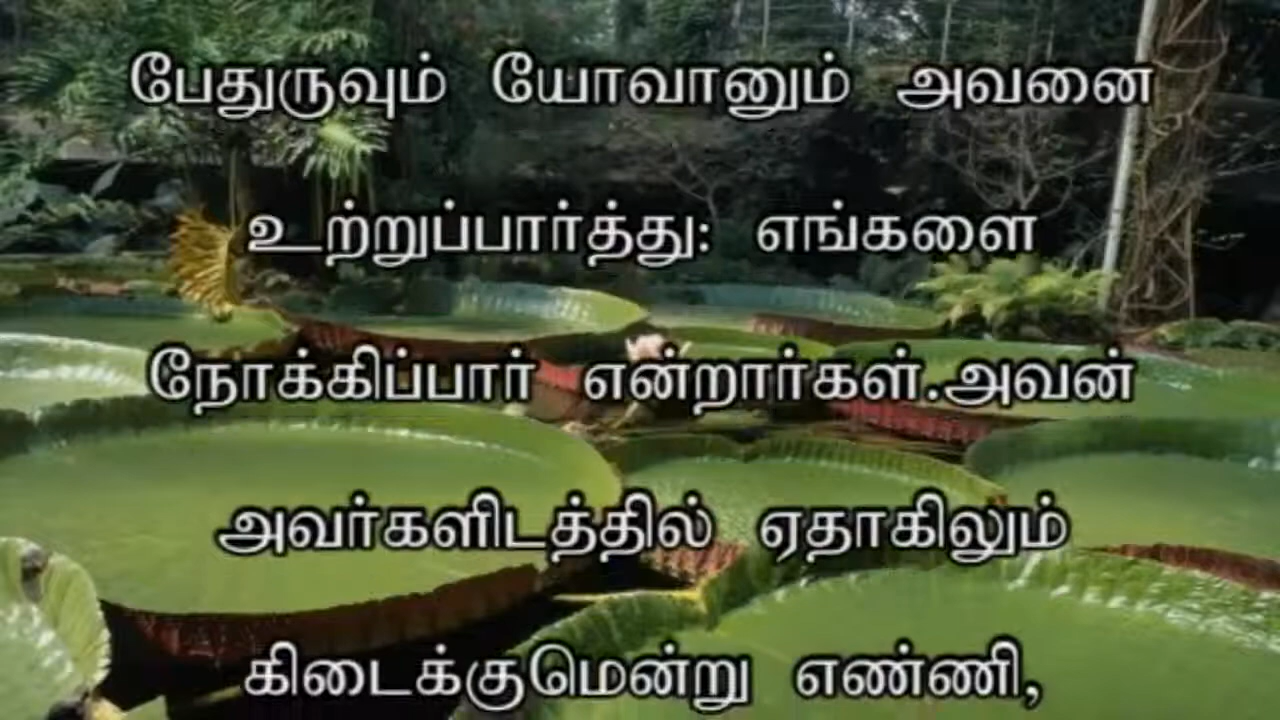 பேதுருவும் யோவானும் அவனை
உற்றுப்பார்த்து: எங்களை
நோக்கிப்பார் என்றார்கள்.அவன்
அவர்களிடத்தில் ஏதாகிலும்
கிடைக்குமென்று எண்ணி,